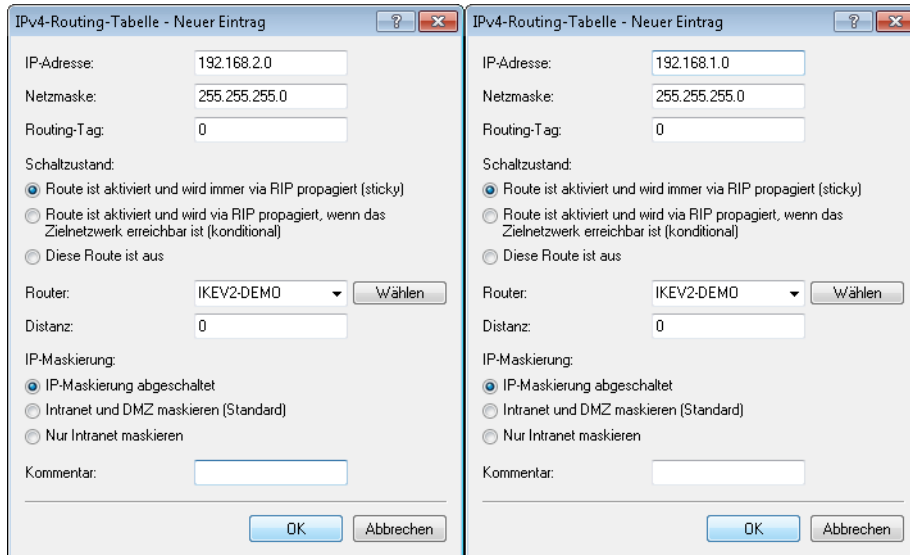 IPv4-Routing-Tabelle - Neuer Eintrag
IP-Adresse: 192.168.2.0
Netzmaske: 255.255.255.0
Routing-Tag: 0
Schaltzustand:
Route ist aktiviert und wird immer via RIP propagiert (sticky)
Route ist aktiviert und wird via RIP propagiert, wenn das
Zielnetzwerk erreichbar ist (konditional)
Diese Route ist aus
Router: IKEV2-DEMO Wählen
Distanz: 0
IP-Maskierung:
IP-Maskierung abgeschaltet
Intranet und DMZ maskieren (Standard)
Nur Intranet maskieren
Kommentar:
OK Abbrechen
IPv4-Routing-Tabelle - Neuer Eintrag
IP-Adresse: 192.168.1.0
Netzmaske: 255.255.255.0
Routing-Tag: 0
Schaltzustand:
Route ist aktiviert und wird immer via RIP propagiert (sticky)
Route ist aktiviert und wird via RIP propagiert, wenn das
Zielnetzwerk erreichbar ist (konditional)
Diese Route ist aus
Router: IKEV2-DEMO Wählen
Distanz: 0
IP-Maskierung:
IP-Maskierung abgeschaltet
Intranet und DMZ maskieren (Standard)
Nur Intranet maskieren
Kommentar:
OK Abbrechen